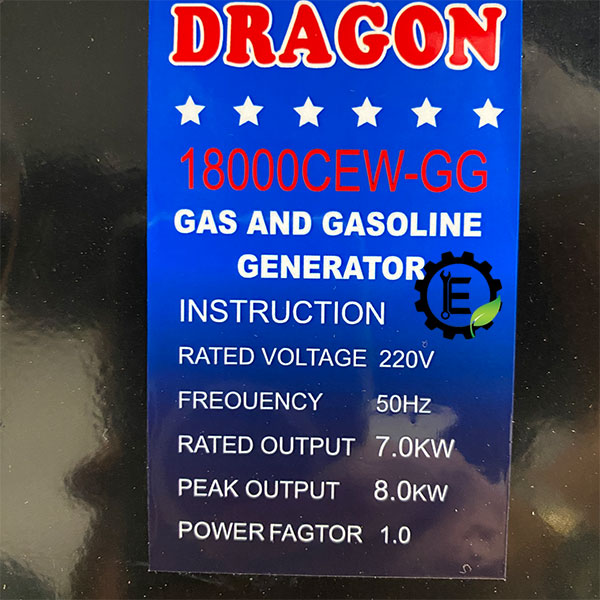 DRAGON
18000CEW-GG
GAS AND GASOLINE
GENERATOR
E
INSTRUCTION
RATED VOLTAGE 220V
FREOUENCY 50HZ
RATED OUTPUT 7.0KW
PEAK OUTPUT 8.0KW
POWER FAGTOR 1.0